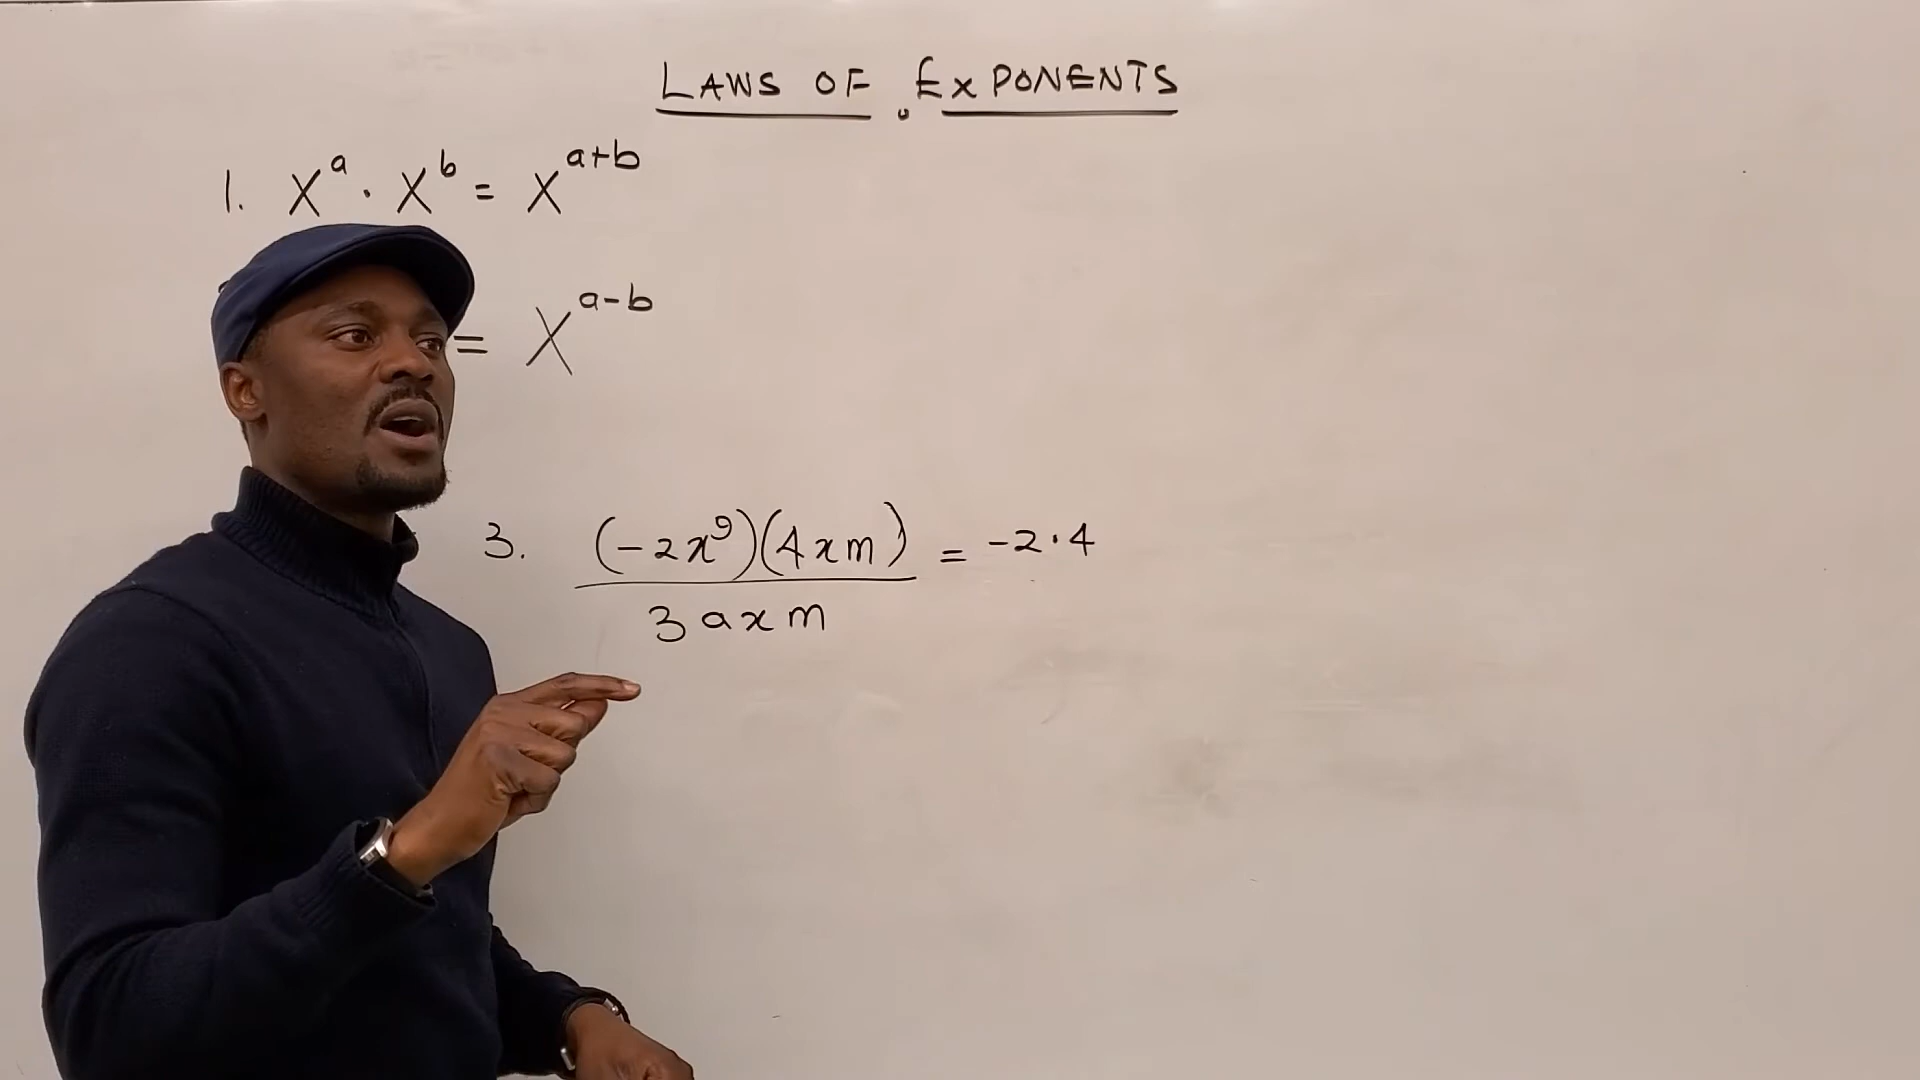 LAWS OF EXPONENTS
1. X^a · X^b = X^(a+b)
= X^(a-b)
3. (-2x^9)(4xm) / 3axm = -2·4